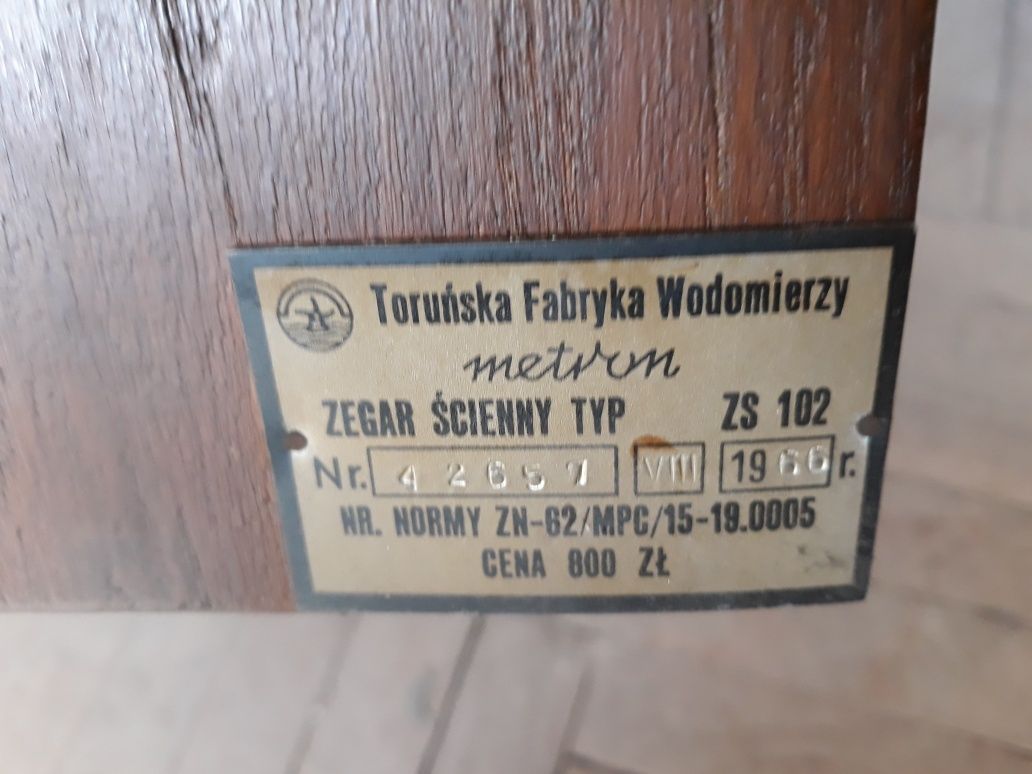 Toruńska Fabryka Wodomierzy
metron
ZEGAR ŚCIENNY TYP ZS 102
Nr. 42657 VIII 1966 r.
NR. NORMY ZN-62/MPC/15-19.0005
CENA 800 ZŁ